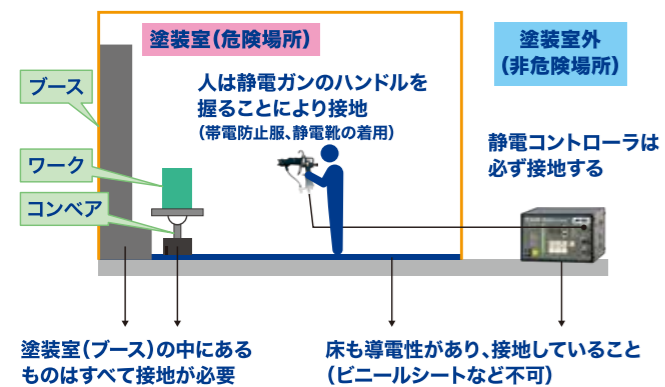 塗装室(危険場所)
塗装室外
(非危険場所)
ブース
人は静電ガンのハンドルを
握ることにより接地
(帯電防止服、静電靴の着用)
静電コントローラは
必ず接地する
ワーク
コンベア
塗装室(ブース)の中にある
ものはすべて接地が必要
床も導電性があり、接地していること
(ビニールシートなど不可)